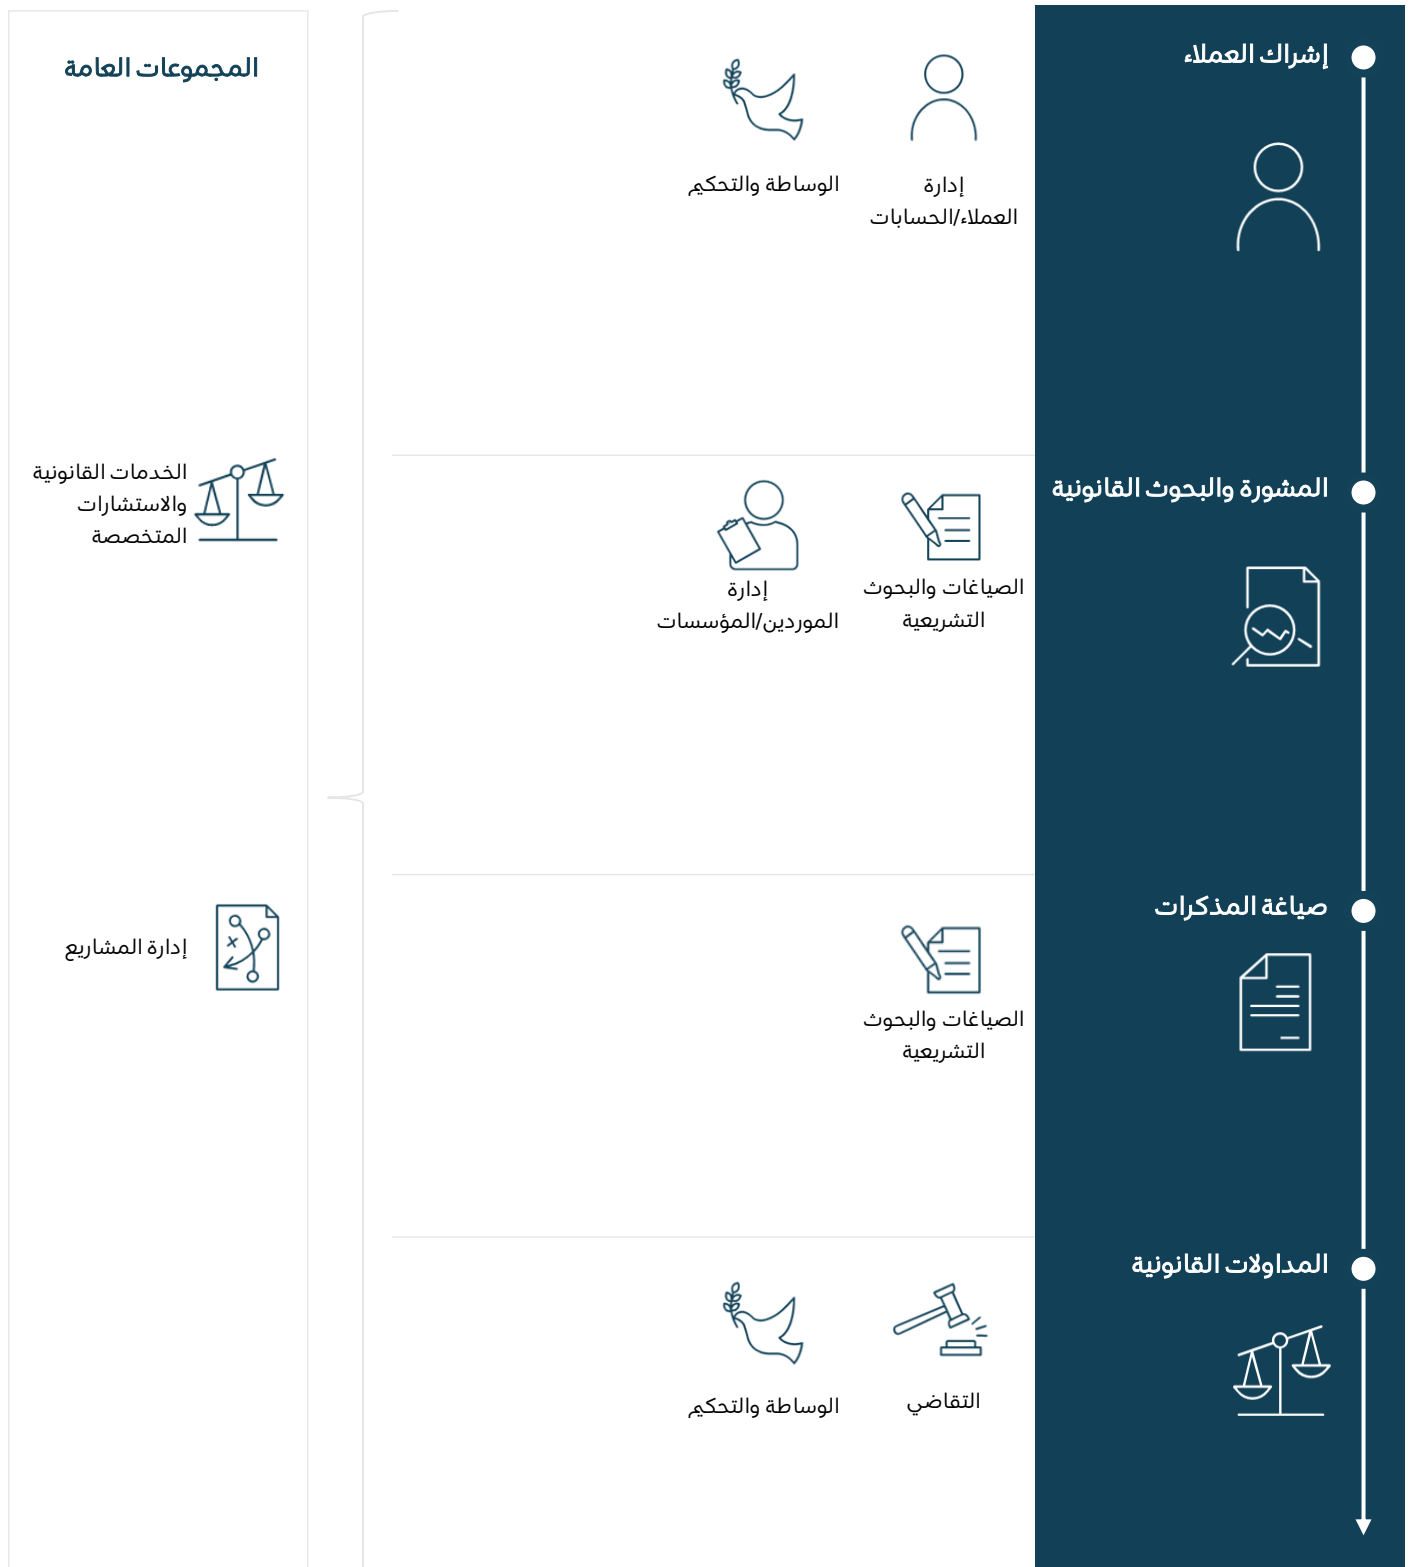 إشراك العملاء
إدارة
العملاء/الحسابات
الوساطة والتحكيم
المشورة والبحوث القانونية
الصياغات والبحوث
التشريعية
إدارة
الموردين/المؤسسات
صياغة المذكرات
الصياغات والبحوث
التشريعية
المداولات القانونية
التقاضي
الوساطة والتحكيم
المجموعات العامة
الخدمات القانونية
والاستشارات
المتخصصة
إدارة المشاريع